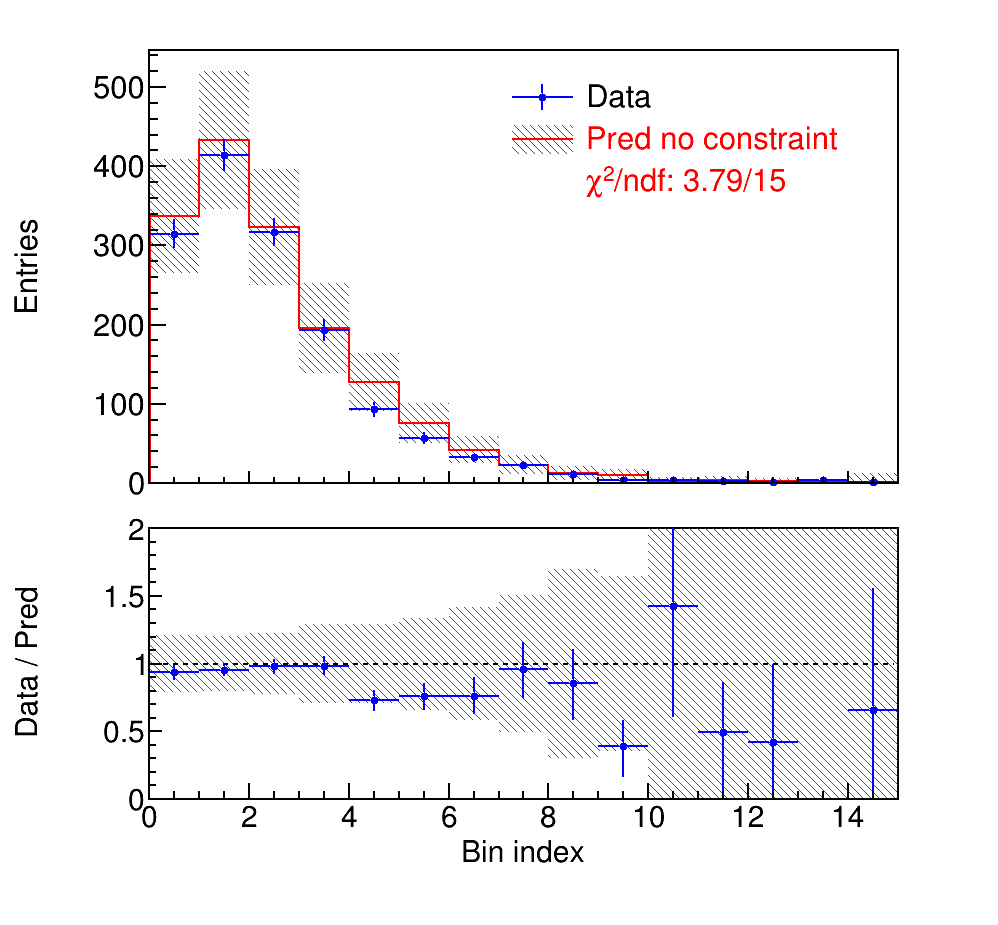 Entries
500
400
300
200
100
0
Data
Pred no constraint
χ²/ndf: 3.79/15
Data / Pred
2
1.5
1
0.5
0
0 2 4 6 8 10 12 14
Bin index